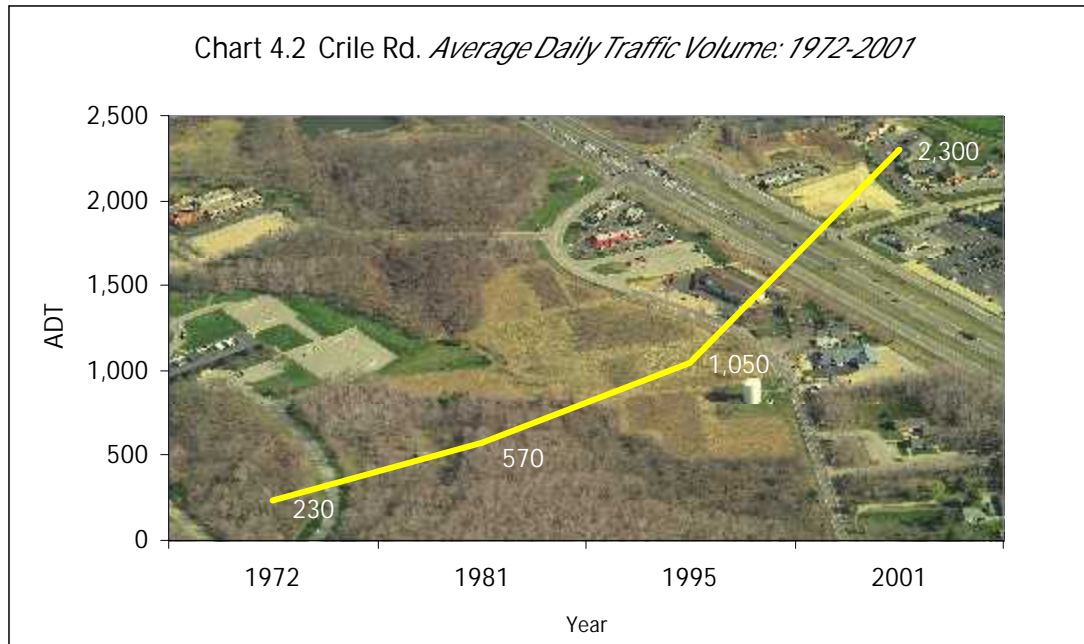 Chart 4.2 Crile Rd. Average Daily Traffic Volume: 1972-2001
2,500
2,000
1,500
1,000
500
0
ADT
230
570
1,050
2,300
1972 1981 1995 2001
Year